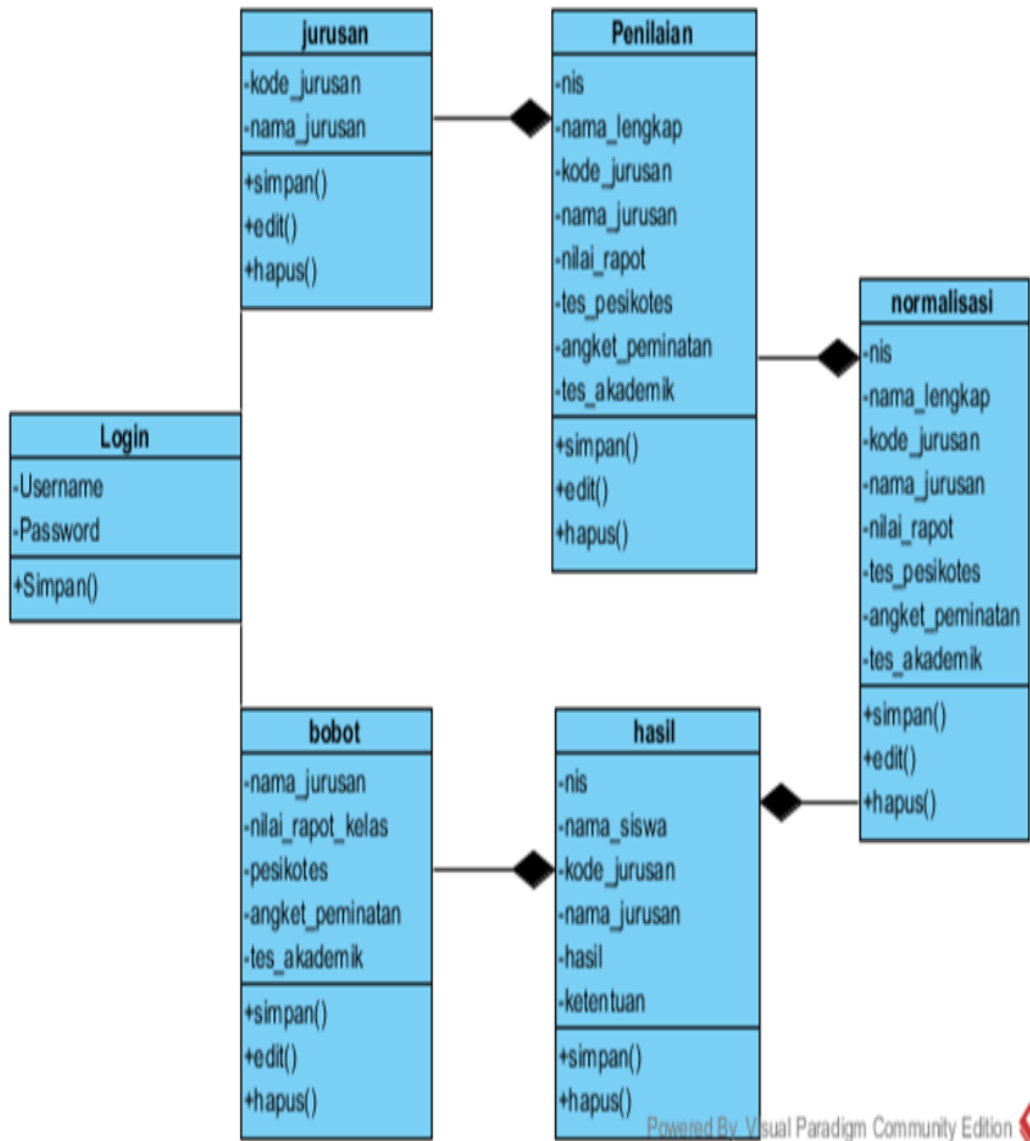 jurusan
-kode_jurusan
-nama_jurusan
+simpan()
+edit()
+hapus()
Penilaian
-nis
-nama_lengkap
-kode_jurusan
-nama_jurusan
-nilai_rapot
-tes_pesikotes
-angket_peminatan
-tes_akademik
+simpan()
+edit()
+hapus()
normalisasi
-nis
-nama_lengkap
-kode_jurusan
-nama_jurusan
-nilai_rapot
-tes_pesikotes
-angket_peminatan
-tes_akademik
+simpan()
+edit()
+hapus()
Login
-Username
-Password
+Simpan()
bobot
-nama_jurusan
-nilai_rapot_kelas
-pesikotes
-angket_peminatan
-tes_akademik
+simpan()
+edit()
+hapus()
hasil
-nis
-nama_siswa
-kode_jurusan
-nama_jurusan
-hasil
-ketentuan
+simpan()
+hapus()
Powered By Visual Paradigm Community Edition